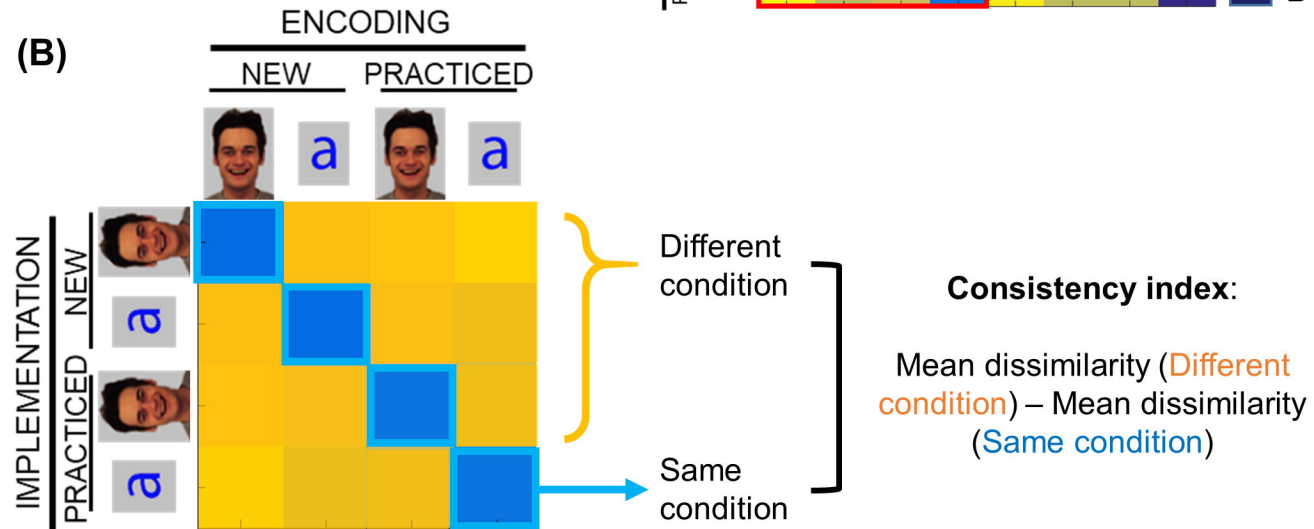 (B)
ENCODING
NEW PRACTICED
a a
IMPLEMENTATION
NEW
PRACTICED
a
a
Different
condition
Same
condition
Consistency index:
Mean dissimilarity (Different
condition) – Mean dissimilarity
(Same condition)